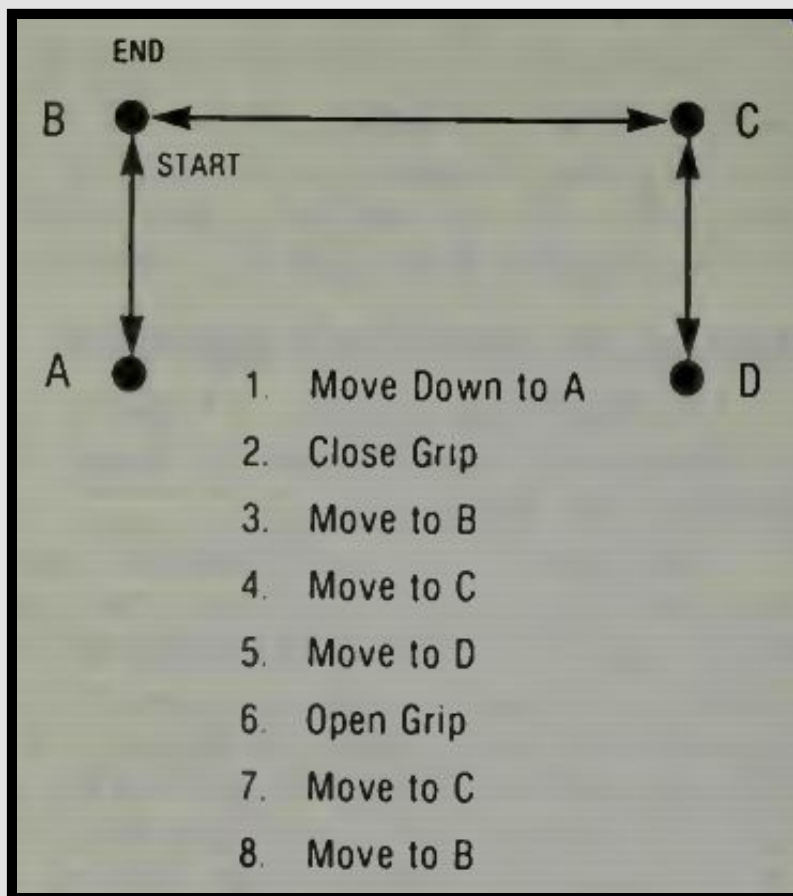 END
B
C
START
A
D
1. Move Down to A
2. Close Grip
3. Move to B
4. Move to C
5. Move to D
6. Open Grip
7. Move to C
8. Move to B